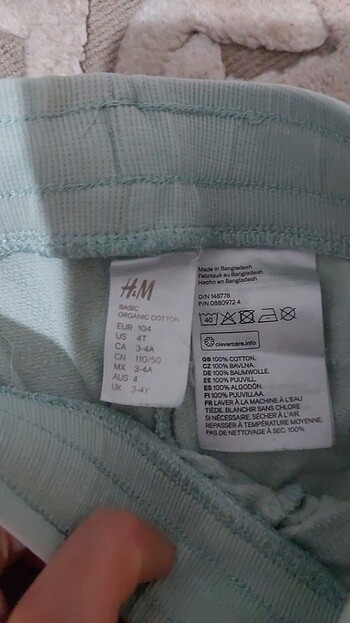 H&M
BASIC
ORGANIC COTTON
EUR 104
US 4T
CA 3-4A
CN 110/50
MX 3-4A
AUS 4
UK 3-4Y
Made in Bangladesh
Fabriqué au Bangladesh
Hecho en Bangladesh
O/N 148778
P/N 0880972 4
40
clevercare.info
GB 100% COTTON.
CZ 100% BAVLNA.
DE 100% BAUMWOLLE.
EE 100% PUUVILL.
ES 100% ALGODÓN.
FI 100% PUUVILLAA.
FR LAVER À LA MACHINE À L'EAU
TIÈDE. BLANCHIR SANS CHLORE
SI NÉCESSAIRE. SÉCHER À L'AIR.
REPASSER À TEMPÉRATURE MOYENNE.
PAS DE NETTOYAGE À SEC. 100%